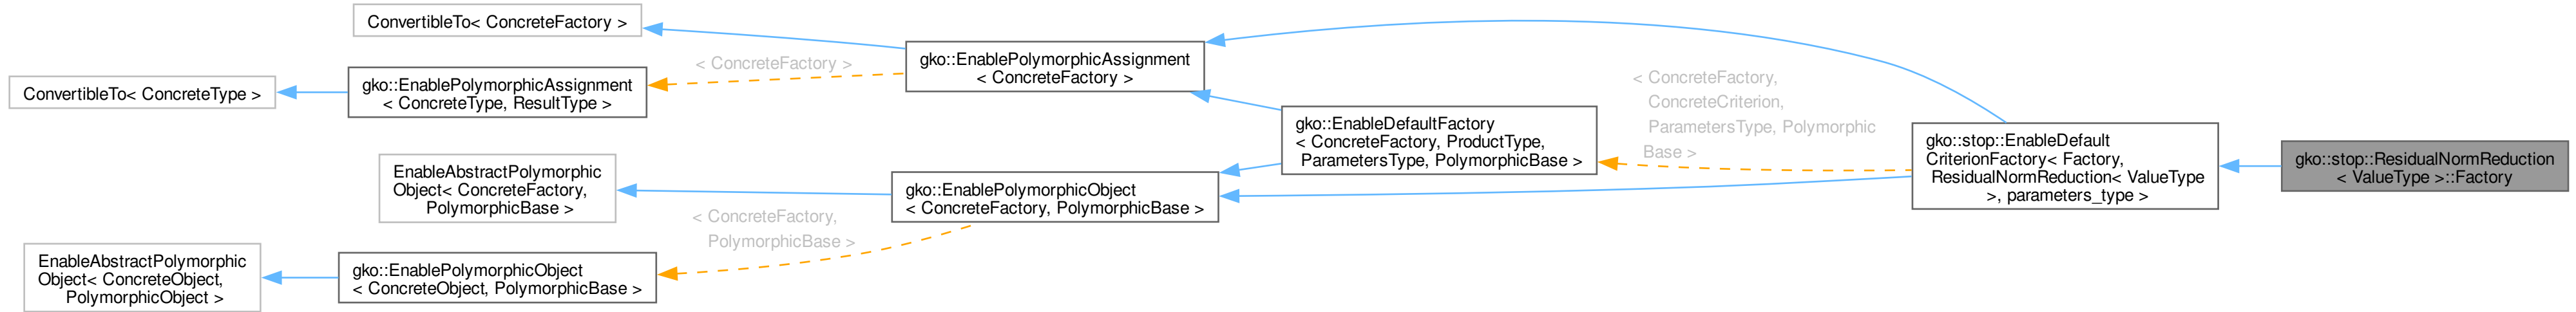 ConvertibleTo< ConcreteFactory >
ConvertibleTo< ConcreteType >
gko::EnablePolymorphicAssignment
< ConcreteType, ResultType >
< ConcreteFactory >
gko::EnablePolymorphicAssignment
< ConcreteFactory >
EnableAbstractPolymorphic
Object< ConcreteFactory,
PolymorphicBase >
EnableAbstractPolymorphic
Object< ConcreteObject,
PolymorphicObject >
gko::EnablePolymorphicObject
< ConcreteObject, PolymorphicBase >
< ConcreteFactory,
PolymorphicBase >
gko::EnablePolymorphicObject
< ConcreteFactory, PolymorphicBase >
gko::EnableDefaultFactory
< ConcreteFactory, ProductType,
ParametersType, PolymorphicBase >
< ConcreteFactory,
ConcreteCriterion,
ParametersType, Polymorphic
Base >
gko::stop::EnableDefault
CriterionFactory< Factory,
ResidualNormReduction< ValueType
>, parameters_type >
gko::stop::ResidualNormReduction
< ValueType >::Factory